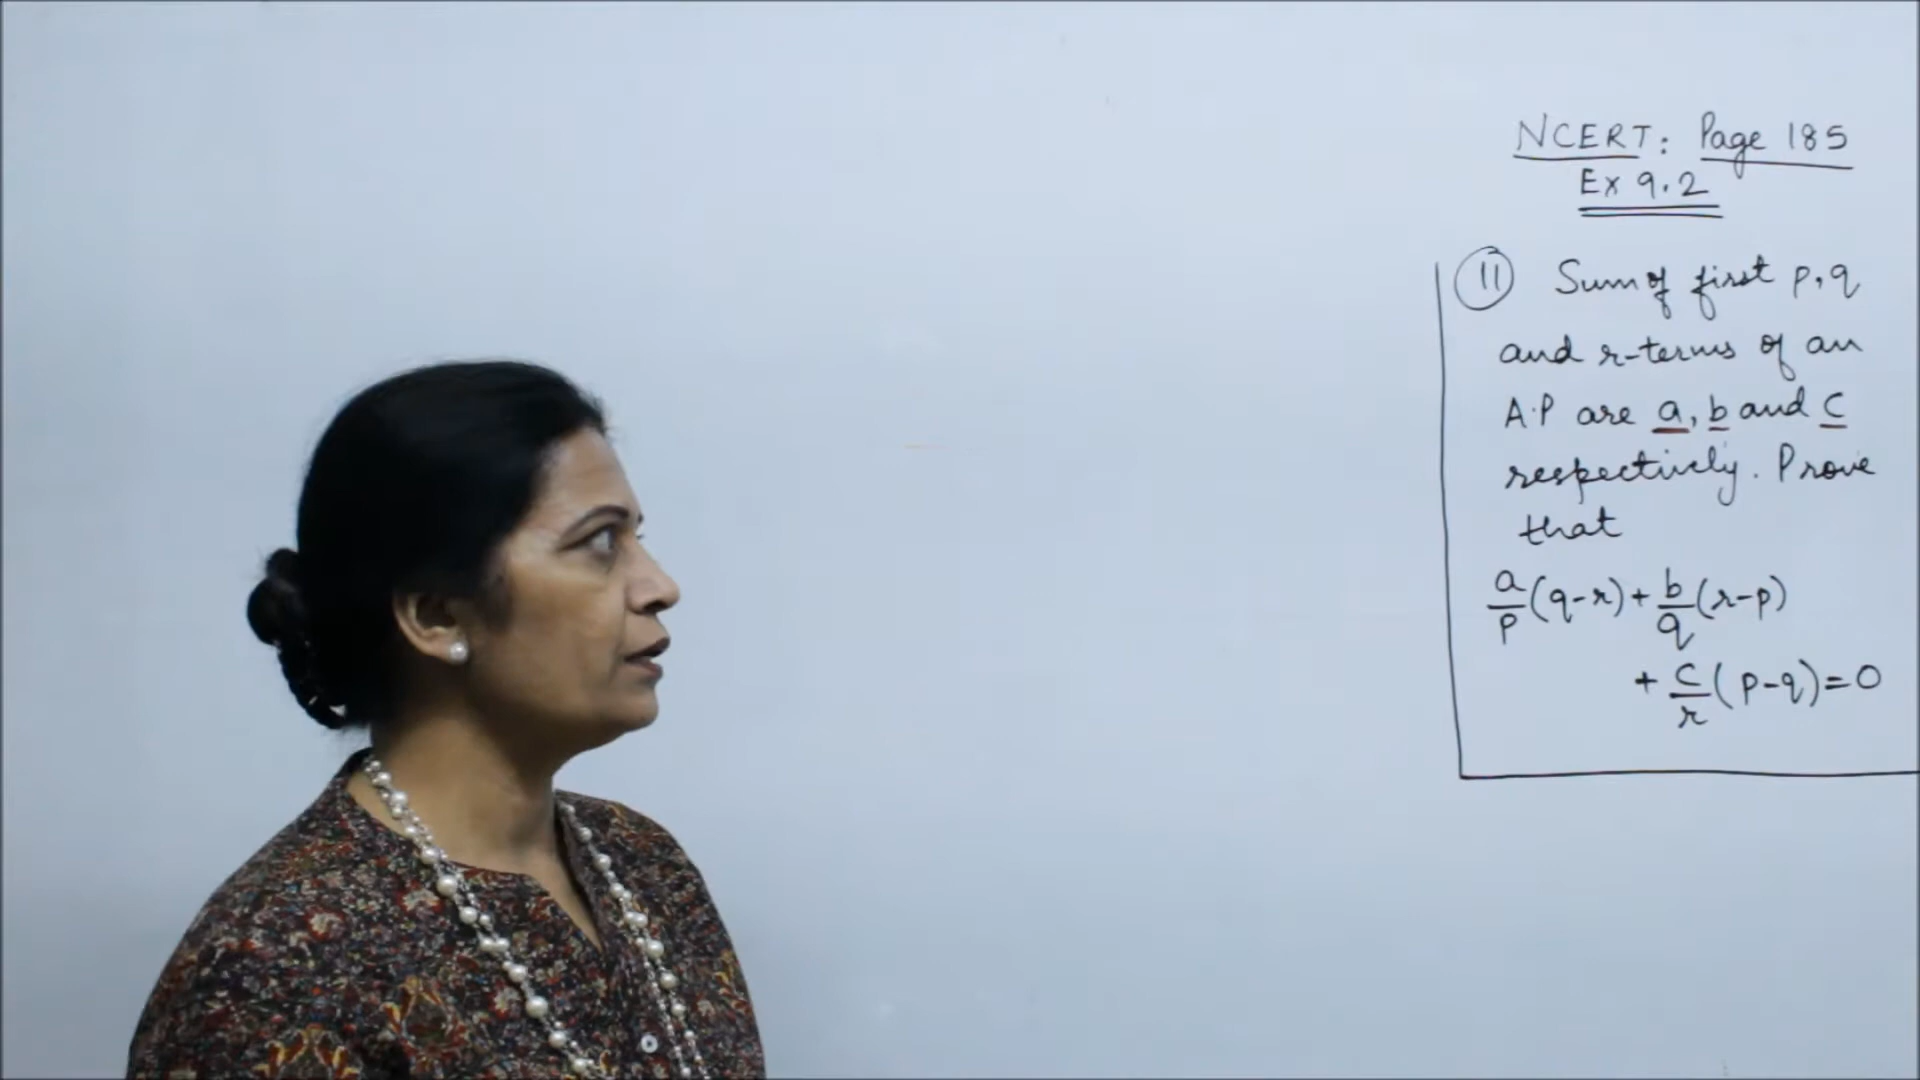 NCERT: Page 185
Ex 9.2
11 Sum of first p, q
and r-terms of an
A.P are a, b and c
respectively. Prove
that
a/p (q-r) + b/q (r-p)
+ c/r (p-q) = 0